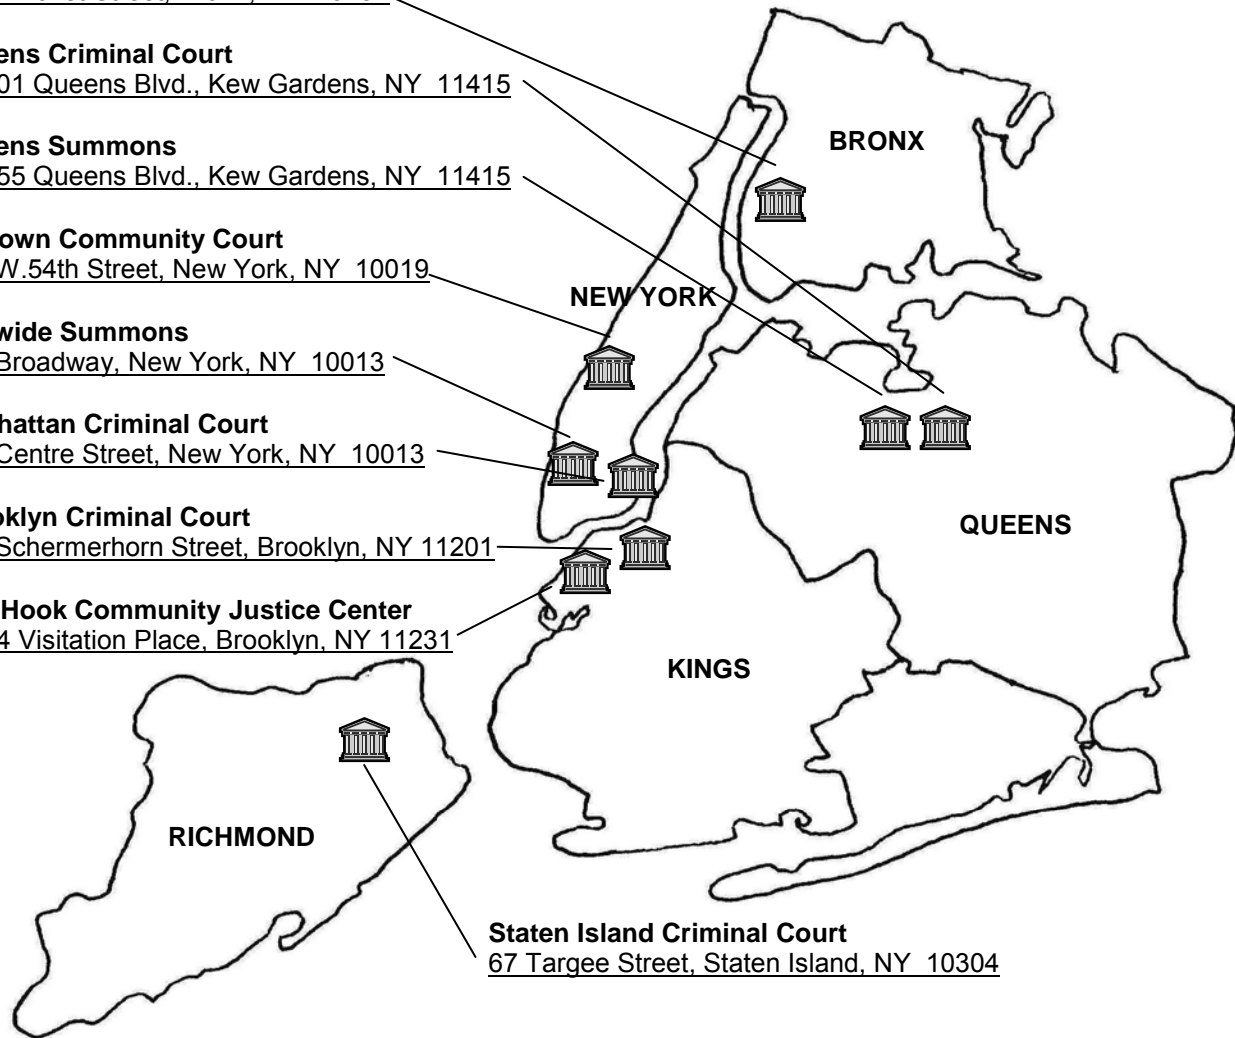 ens Criminal Court
01 Queens Blvd., Kew Gardens, NY 11415
ens Summons
55 Queens Blvd., Kew Gardens, NY 11415
own Community Court
W.54th Street, New York, NY 10019
wide Summons
Broadway, New York, NY 10013
hattan Criminal Court
Centre Street, New York, NY 10013
oklyn Criminal Court
Schermerhorn Street, Brooklyn, NY 11201
Hook Community Justice Center
4 Visitation Place, Brooklyn, NY 11231
BRONX
NEW YORK
QUEENS
KINGS
RICHMOND
Staten Island Criminal Court
67 Targee Street, Staten Island, NY 10304